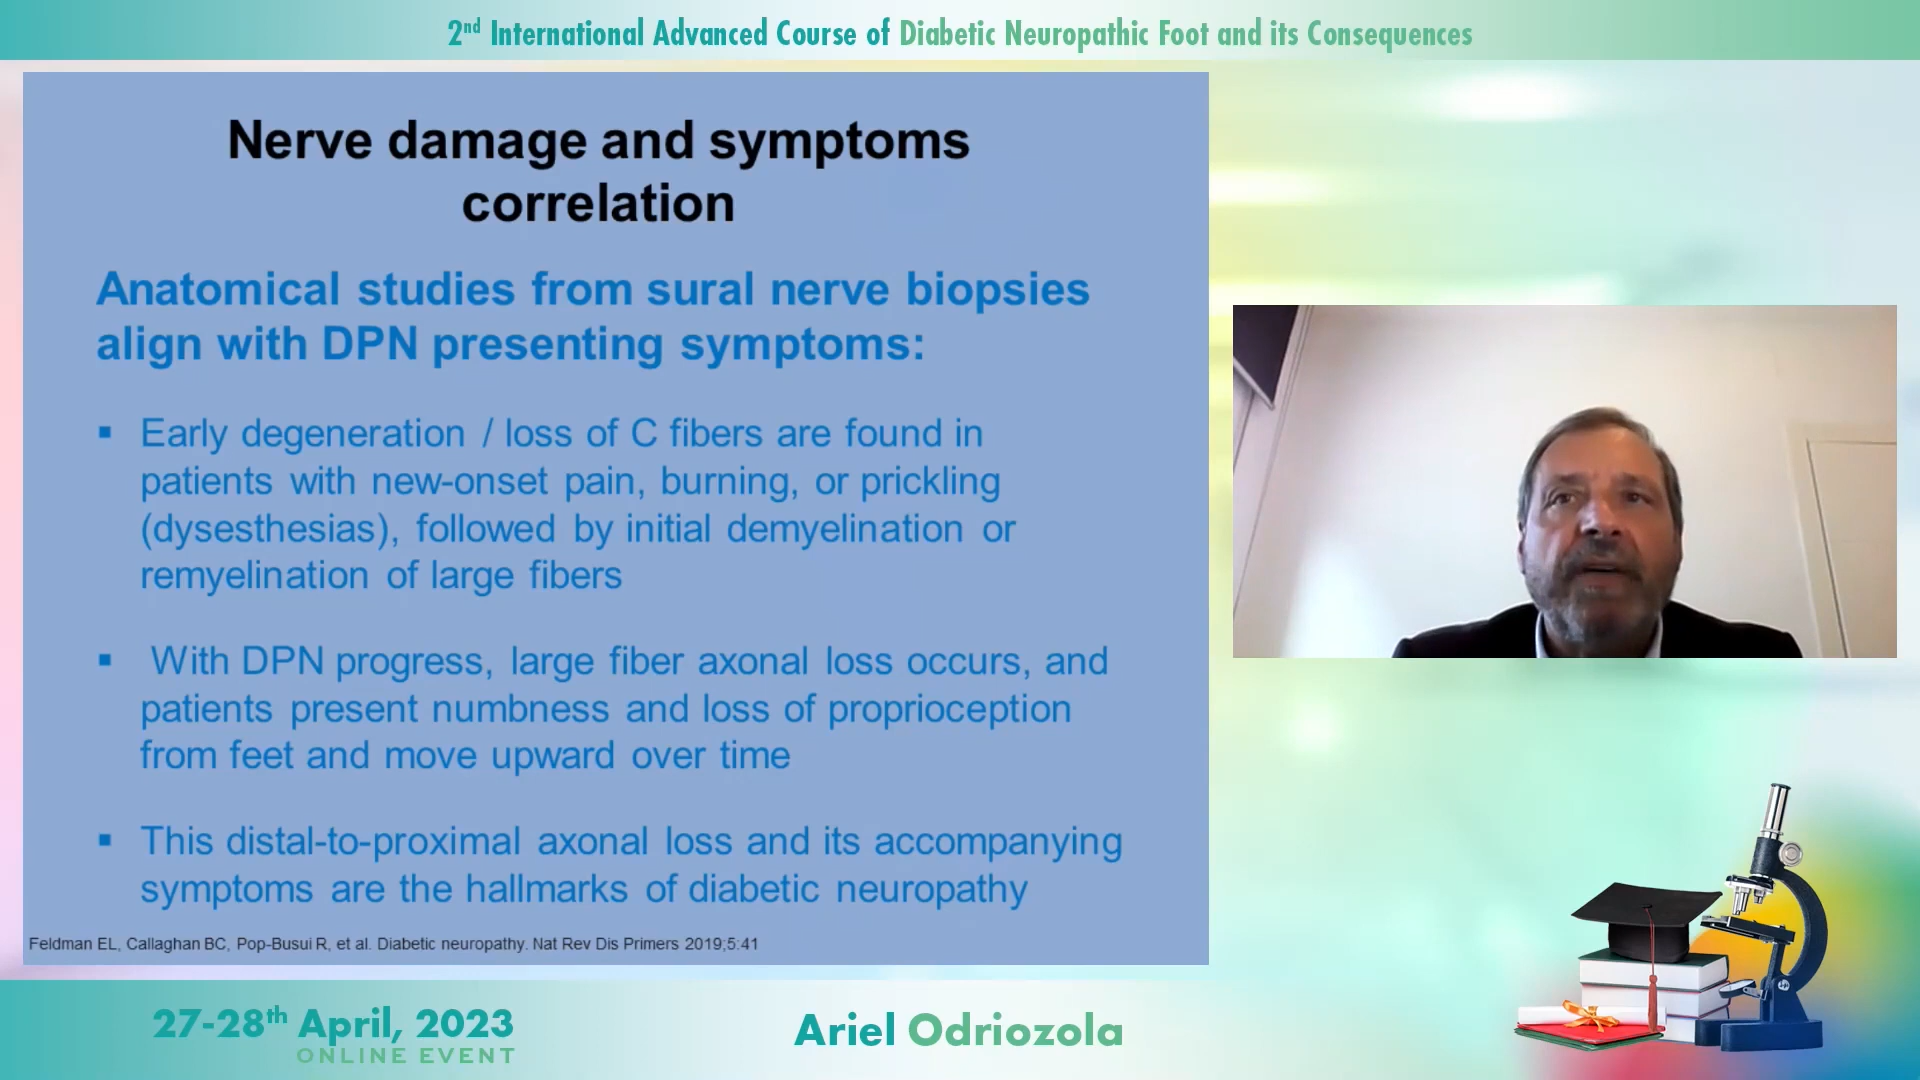 2nd International Advanced Course of Diabetic Neuropathic Foot and its Consequences
Nerve damage and symptoms
correlation
Anatomical studies from sural nerve biopsies
align with DPN presenting symptoms:
▪ Early degeneration / loss of C fibers are found in
patients with new-onset pain, burning, or prickling
(dysesthesias), followed by initial demyelination or
remyelination of large fibers
▪ With DPN progress, large fiber axonal loss occurs, and
patients present numbness and loss of proprioception
from feet and move upward over time
▪ This distal-to-proximal axonal loss and its accompanying
symptoms are the hallmarks of diabetic neuropathy
Feldman EL, Callaghan BC, Pop-Busui R, et al. Diabetic neuropathy. Nat Rev Dis Primers 2019;5:41
27-28th April, 2023
ONLINE EVENT
Ariel Odriozola